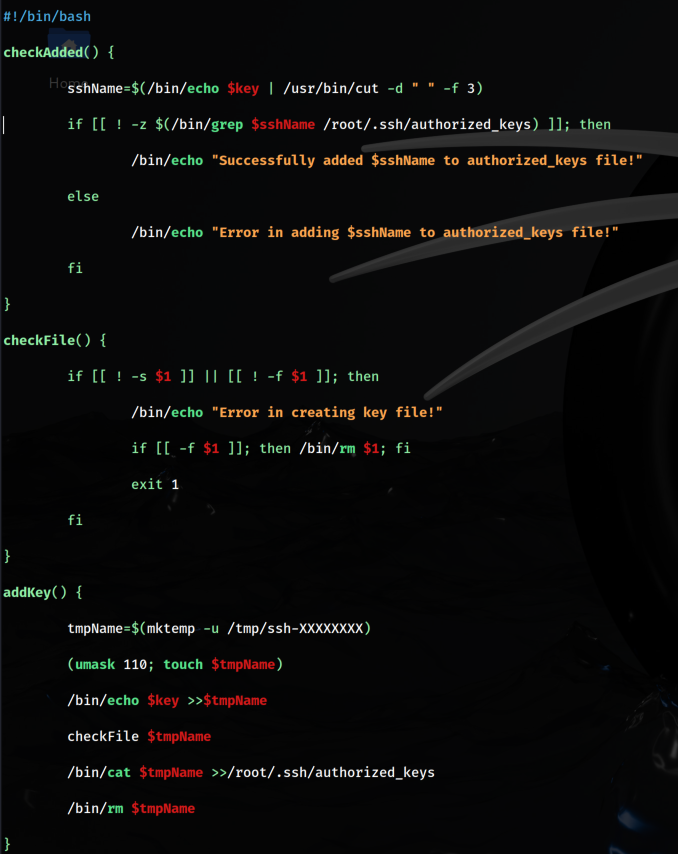 #!/bin/bash
checkAdded() {
Home
        sshName=$(/bin/echo $key | /usr/bin/cut -d " " -f 3)
        if [[ ! -z $(/bin/grep $sshName /root/.ssh/authorized_keys) ]]; then
                /bin/echo "Successfully added $sshName to authorized_keys file!"
        else
                /bin/echo "Error in adding $sshName to authorized_keys file!"
        fi
}
checkFile() {
        if [[ ! -s $1 ]] || [[ ! -f $1 ]]; then
                /bin/echo "Error in creating key file!"
                if [[ -f $1 ]]; then /bin/rm $1; fi
                exit 1
        fi
}
addKey() {
        tmpName=$(mktemp -u /tmp/ssh-XXXXXXXX)
        (umask 110; touch $tmpName)
        /bin/echo $key >>$tmpName
        checkFile $tmpName
        /bin/cat $tmpName >>/root/.ssh/authorized_keys
        /bin/rm $tmpName
}